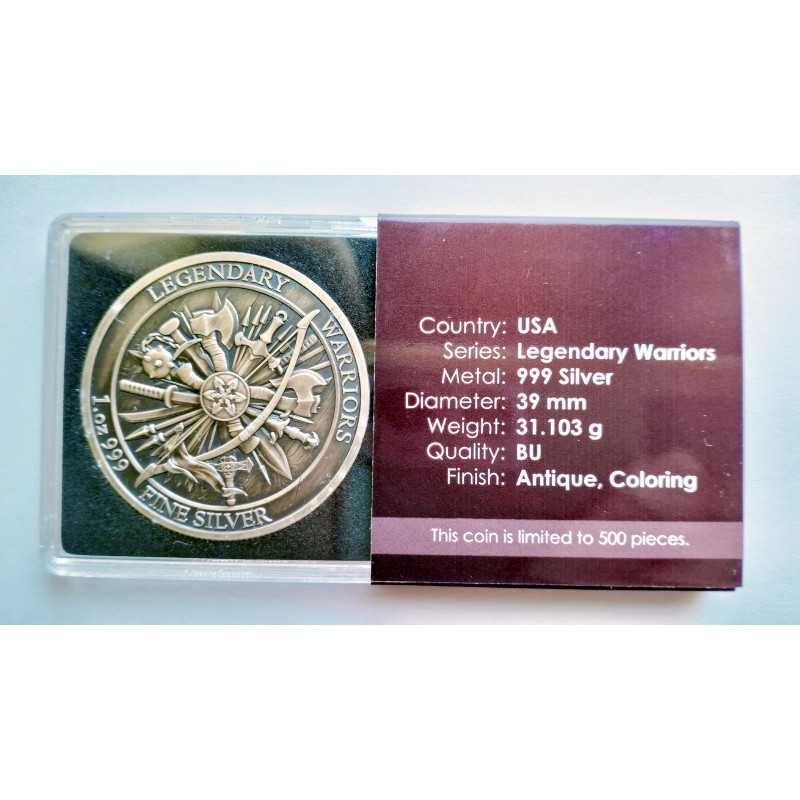 LEGENDARY WARRIORS
1.oz 999
FINE SILVER
Country: USA
Series: Legendary Warriors
Metal: 999 Silver
Diameter: 39 mm
Weight: 31.103 g
Quality: BU
Finish: Antique, Coloring
This coin is limited to 500 pieces.